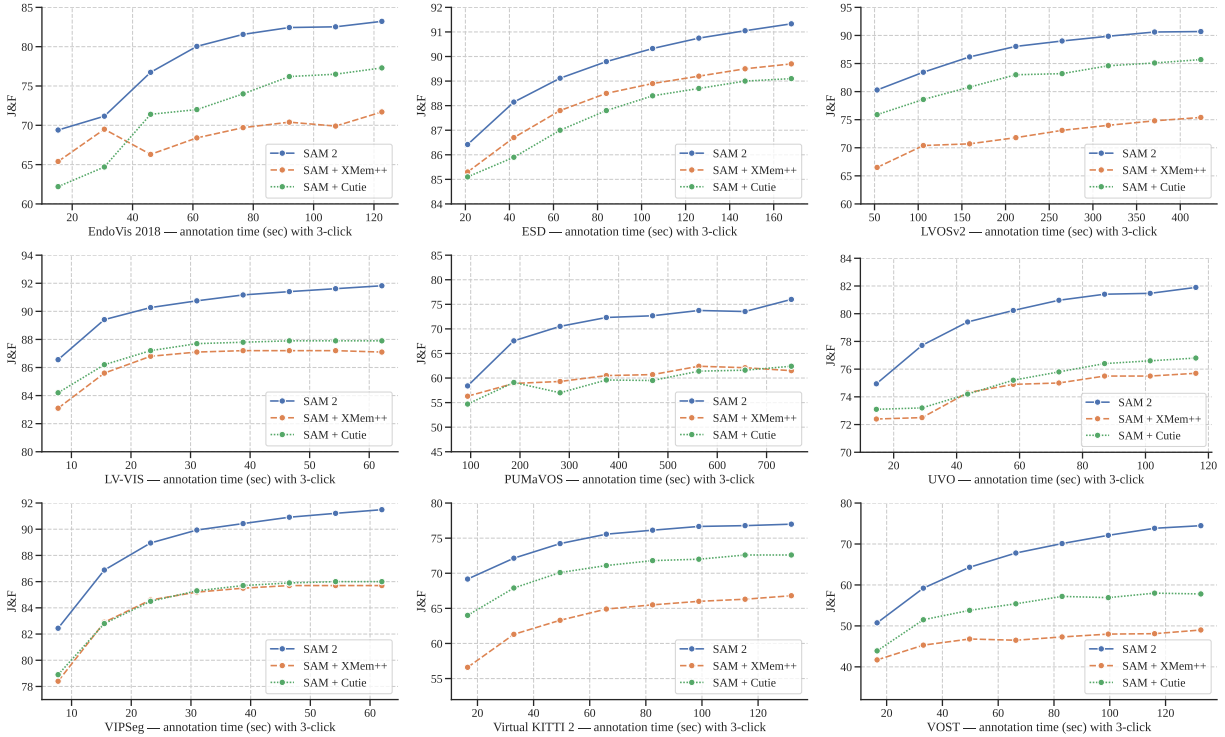 85
80
75
70
65
60
J&F
20 40 60 80 100 120
EndoVis 2018 — annotation time (sec) with 3-click
SAM 2
SAM + XMem++
SAM + Cutie
92
91
90
89
88
87
86
85
84
J&F
20 40 60 80 100 120 140 160
ESD — annotation time (sec) with 3-click
SAM 2
SAM + XMem++
SAM + Cutie
95
90
85
80
75
70
65
60
J&F
50 100 150 200 250 300 350 400
LVOSv2 — annotation time (sec) with 3-click
SAM 2
SAM + XMem++
SAM + Cutie
94
92
90
88
86
84
82
80
J&F
10 20 30 40 50 60
LV-VIS — annotation time (sec) with 3-click
SAM 2
SAM + XMem++
SAM + Cutie
85
80
75
70
65
60
55
50
45
J&F
100 200 300 400 500 600 700
PUMaVOS — annotation time (sec) with 3-click
SAM 2
SAM + XMem++
SAM + Cutie
84
82
80
78
76
74
72
70
J&F
20 40 60 80 100 120
UVO — annotation time (sec) with 3-click
SAM 2
SAM + XMem++
SAM + Cutie
92
90
88
86
84
82
80
78
J&F
10 20 30 40 50 60
VIPSeg — annotation time (sec) with 3-click
SAM 2
SAM + XMem++
SAM + Cutie
80
75
70
65
60
55
J&F
20 40 60 80 100 120
Virtual KITTI 2 — annotation time (sec) with 3-click
SAM 2
SAM + XMem++
SAM + Cutie
80
70
60
50
40
J&F
20 40 60 80 100 120
VOST — annotation time (sec) with 3-click
SAM 2
SAM + XMem++
SAM + Cutie